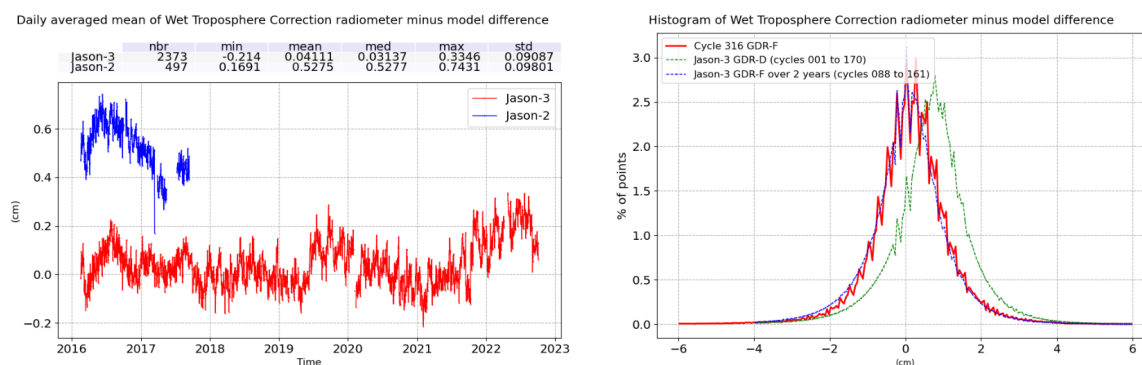 Daily averaged mean of Wet Troposphere Correction radiometer minus model difference
nbr min mean med max std
Jason-3 2373 -0.214 0.04111 0.03137 0.3346 0.09087
Jason-2 497 0.1691 0.5275 0.5277 0.7431 0.09801
Jason-3
Jason-2
0.6
0.4
0.2
0.0
−0.2
(cm)
2016 2017 2018 2019 2020 2021 2022 2023
Time
Histogram of Wet Troposphere Correction radiometer minus model difference
Cycle 316 GDR-F
Jason-3 GDR-D (cycles 001 to 170)
Jason-3 GDR-F over 2 years (cycles 088 to 161)
3.0
2.5
2.0
1.5
1.0
0.5
0.0
% of points
−6 −4 −2 0 2 4 6
(cm)